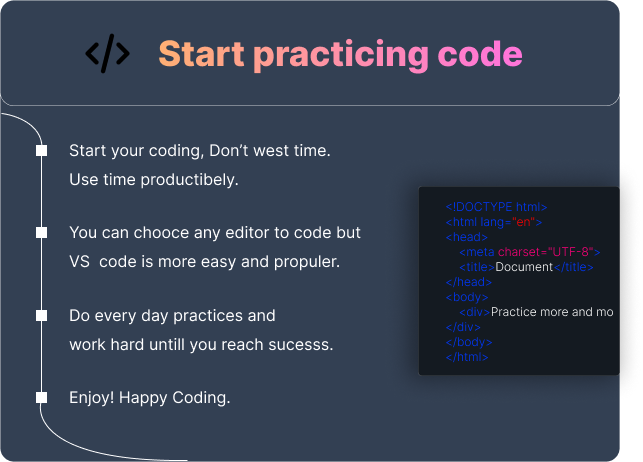 </> Start practicing code
Start your coding, Don't west time.
Use time productibely.
You can chooce any editor to code but
VS code is more easy and propuler.
Do every day practices and
work hard untill you reach sucesss.
Enjoy! Happy Coding.
<!DOCTYPE html>
<html lang="en">
<head>
<meta charset="UTF-8">
<title>Document</title>
</head>
<body>
<div>Practice more and mo
</div>
</body>
</html>